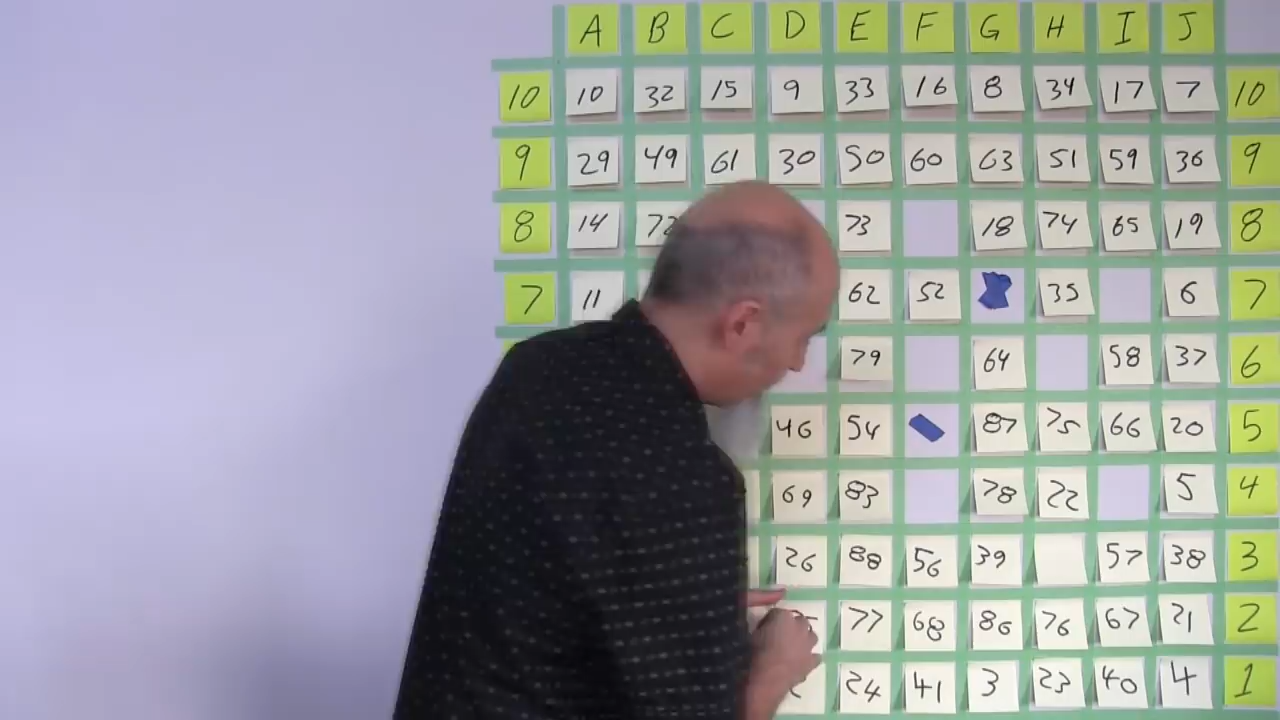 A B C D E F G H I J
10 10 32 15 9 33 16 8 34 17 7 10
9 29 49 61 30 50 60 63 51 59 36 9
8 14 72 73 18 74 65 19 8
7 11 62 52 35 6 7
79 64 58 37 6
46 54 87 75 66 20 5
69 83 78 22 5 4
26 88 56 39 57 38 3
77 68 86 76 67 21 2
24 41 3 23 40 4 1